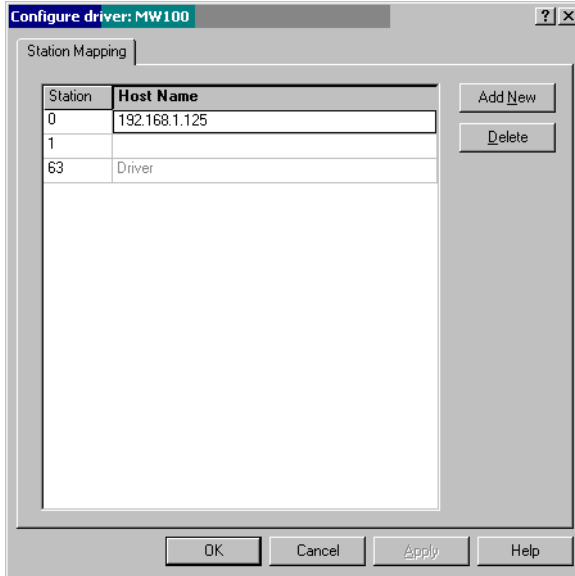 Configure driver: MW100
? ×
Station Mapping
Station Host Name
0 192.168.1.125
1
63 Driver
Add New
Delete
OK Cancel Apply Help